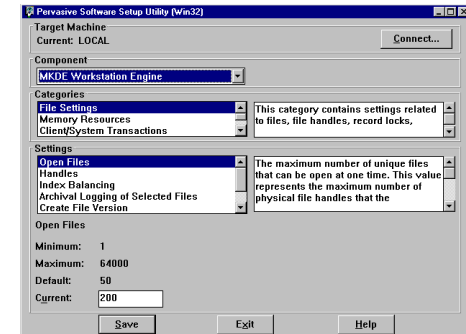 Pervasive Software Setup Utility (Win32)
Target Machine
Current: LOCAL
Connect...
Component
MKDE Workstation Engine
Categories
File Settings
Memory Resources
Client/System Transactions
This category contains settings related
to files, file handles, record locks,
Settings
Open Files
Handles
Index Balancing
Archival Logging of Selected Files
Create File Version
The maximum number of unique files
that can be open at one time. This value
represents the maximum number of
physical file handles that the
Open Files
Minimum: 1
Maximum: 64000
Default: 50
Current: 200
Save Exit Help